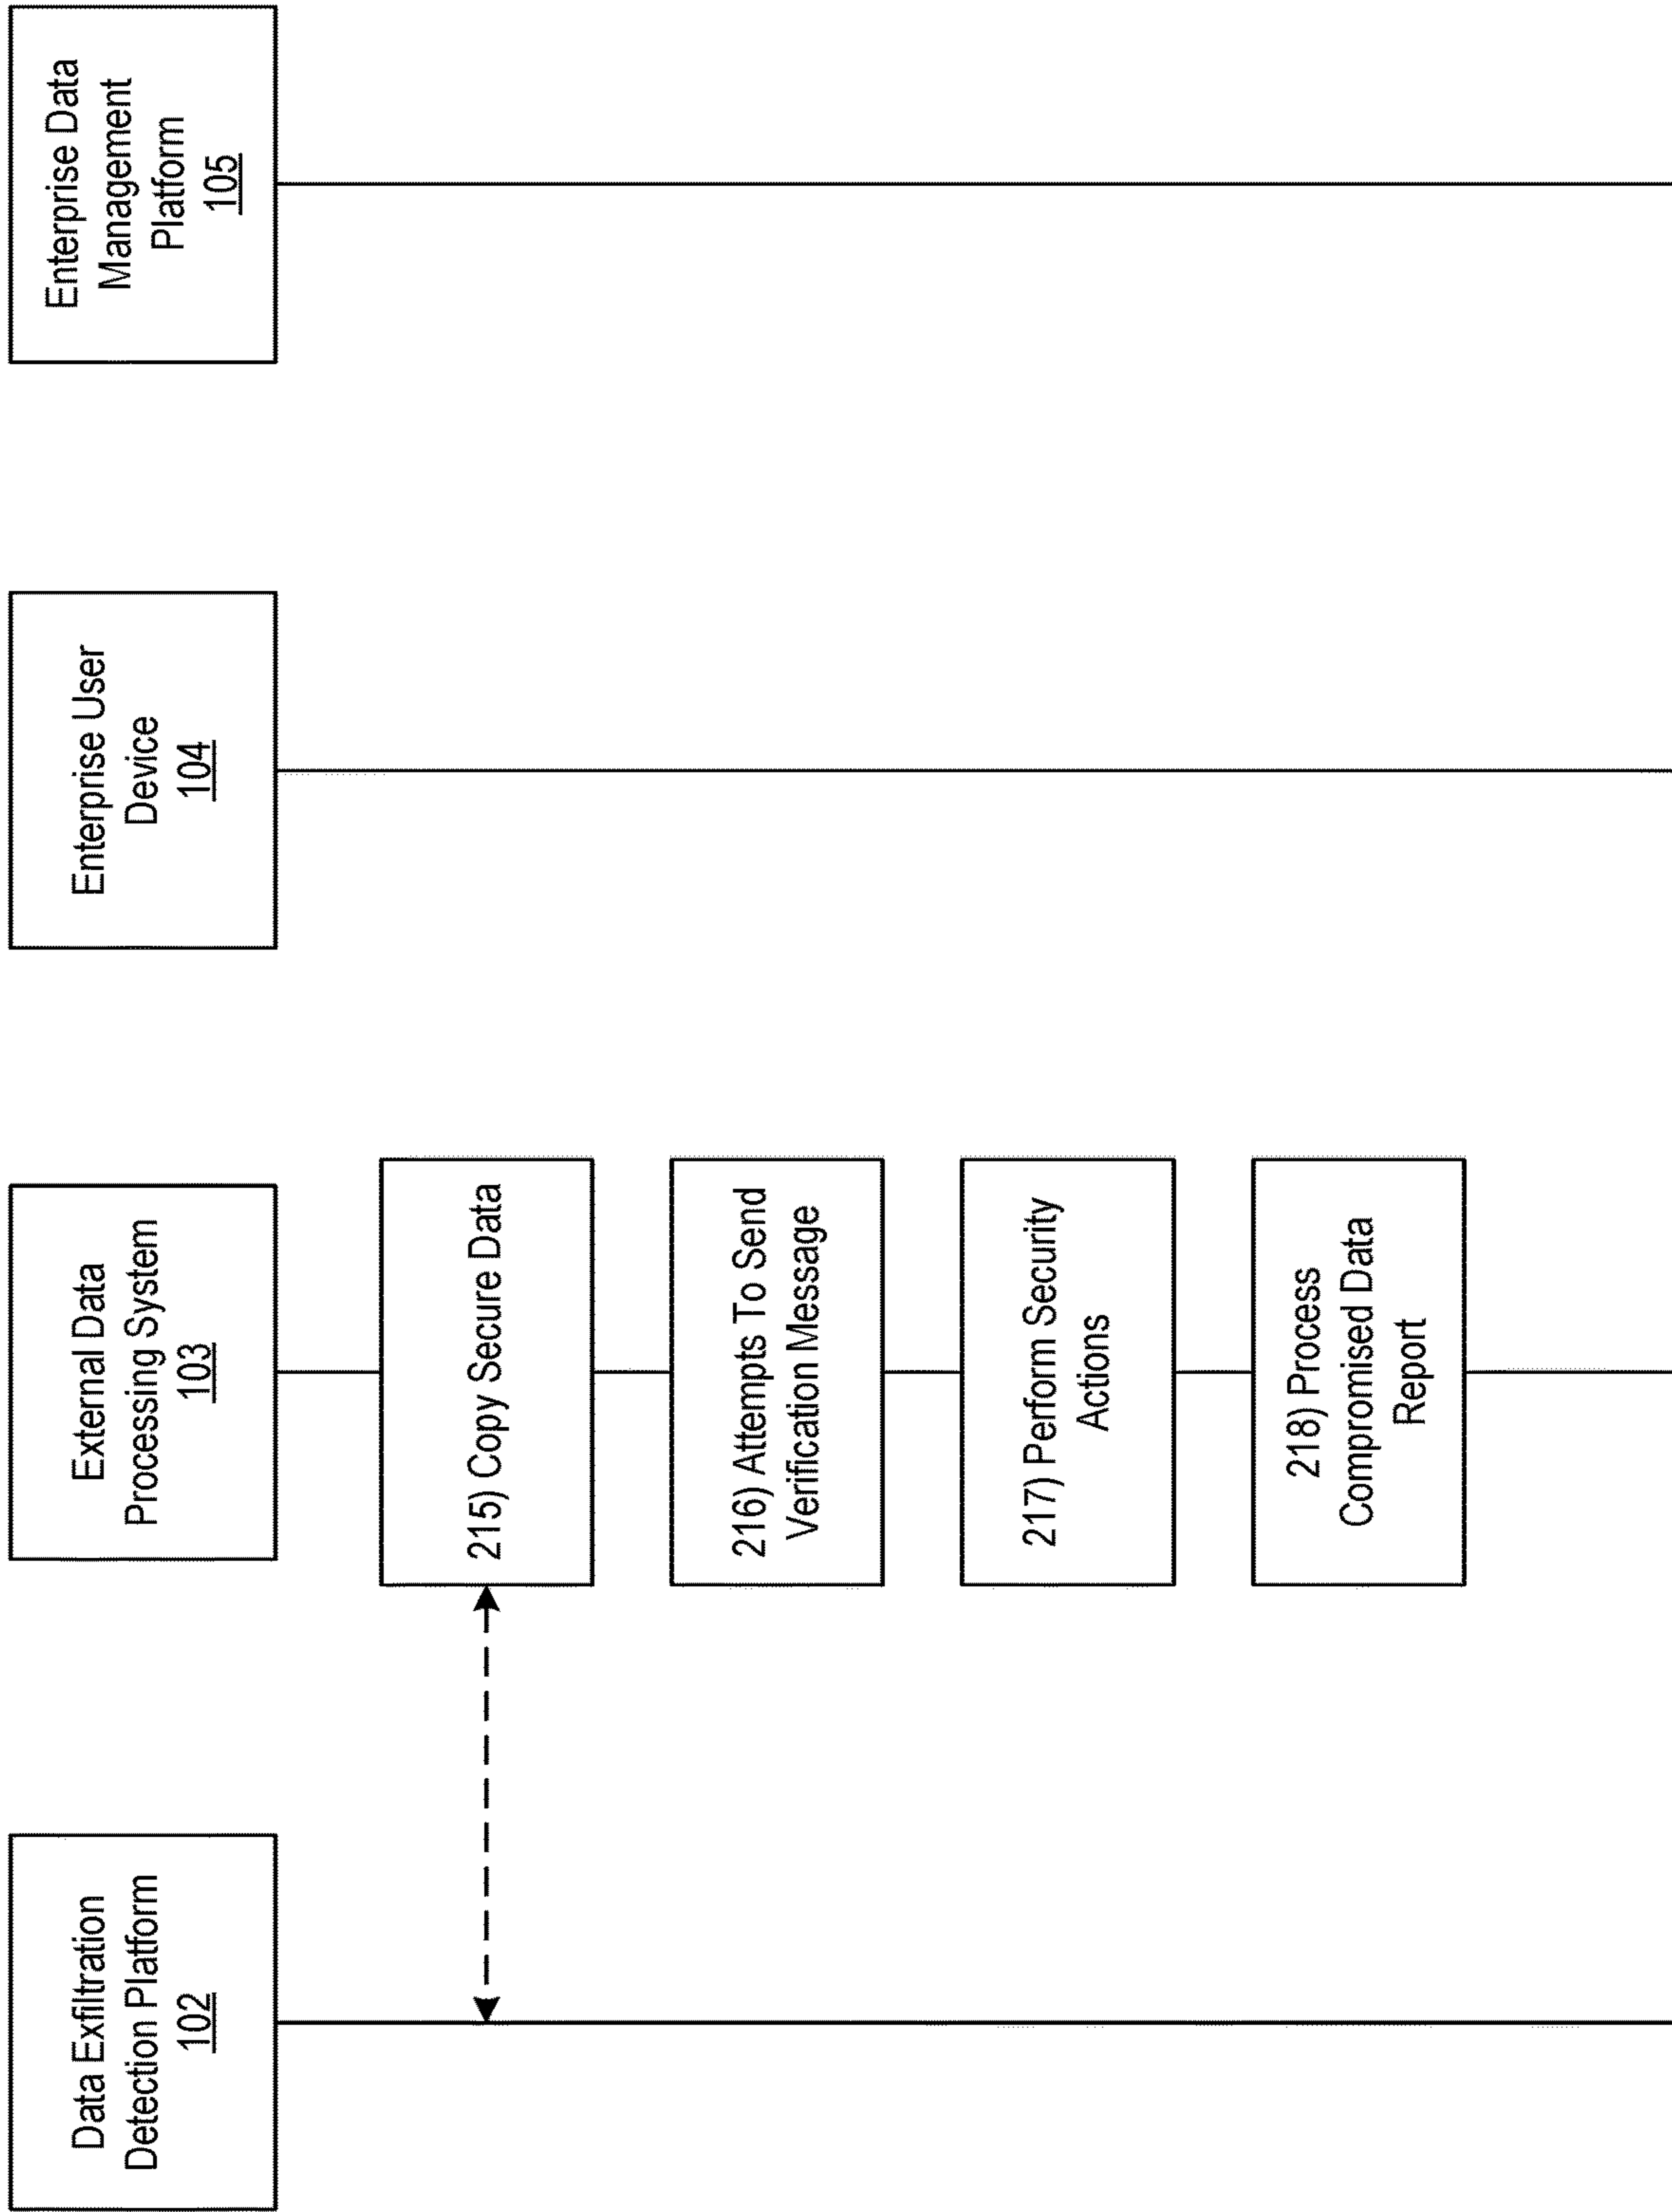 Data Exfiltration
Detection Platform
102
External Data
Processing System
103
Enterprise User
Device
104
Enterprise Data
Management
Platform
105
215) Copy Secure Data
216) Attempts To Send
Verification Message
217) Perform Security
Actions
218) Process
Compromised Data
Report